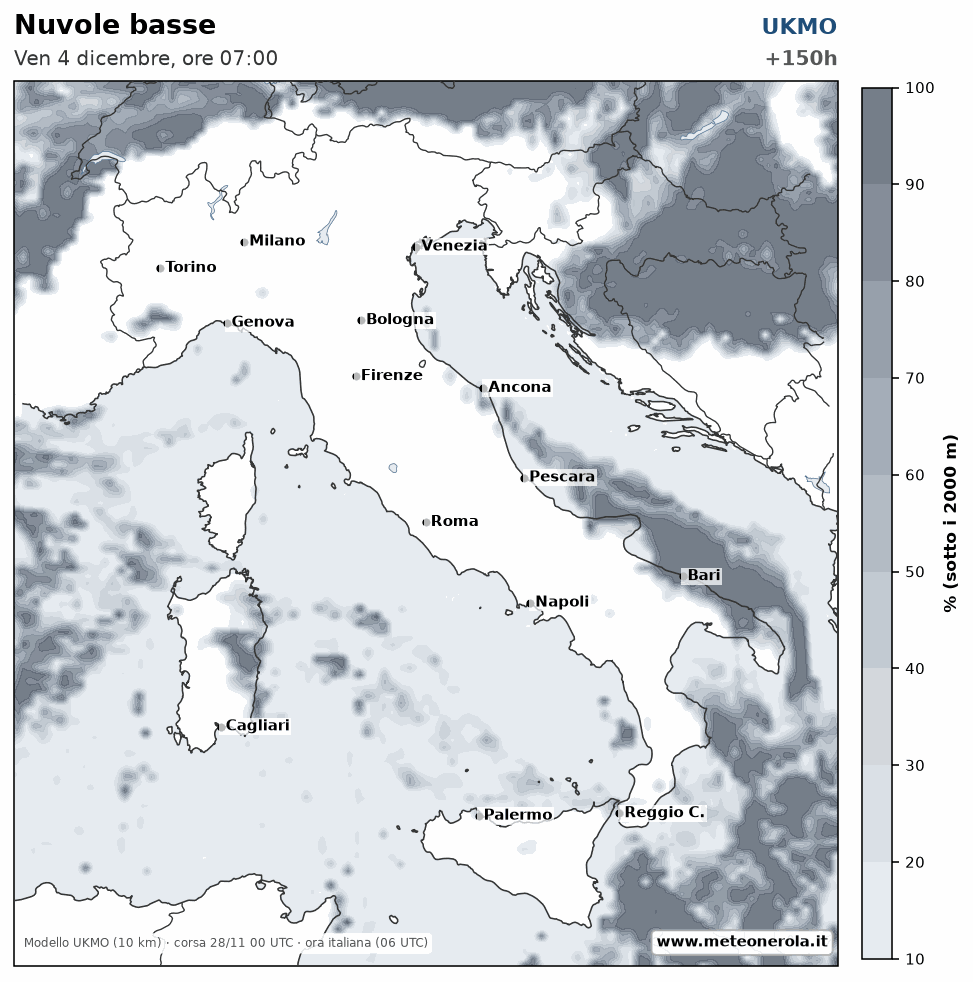 Nuvole basse
UKMO
Ven 4 dicembre, ore 07:00
+150h
100
90
80
70
60
50
40
30
20
10
% (sotto i 2000 m)
Milano
Venezia
Torino
Genova
Bologna
Firenze
Ancona
Pescara
Roma
Bari
Napoli
Cagliari
Palermo
Reggio C.
Modello UKMO (10 km) · corsa 28/11 00 UTC · ora italiana (06 UTC)
www.meteonerola.it